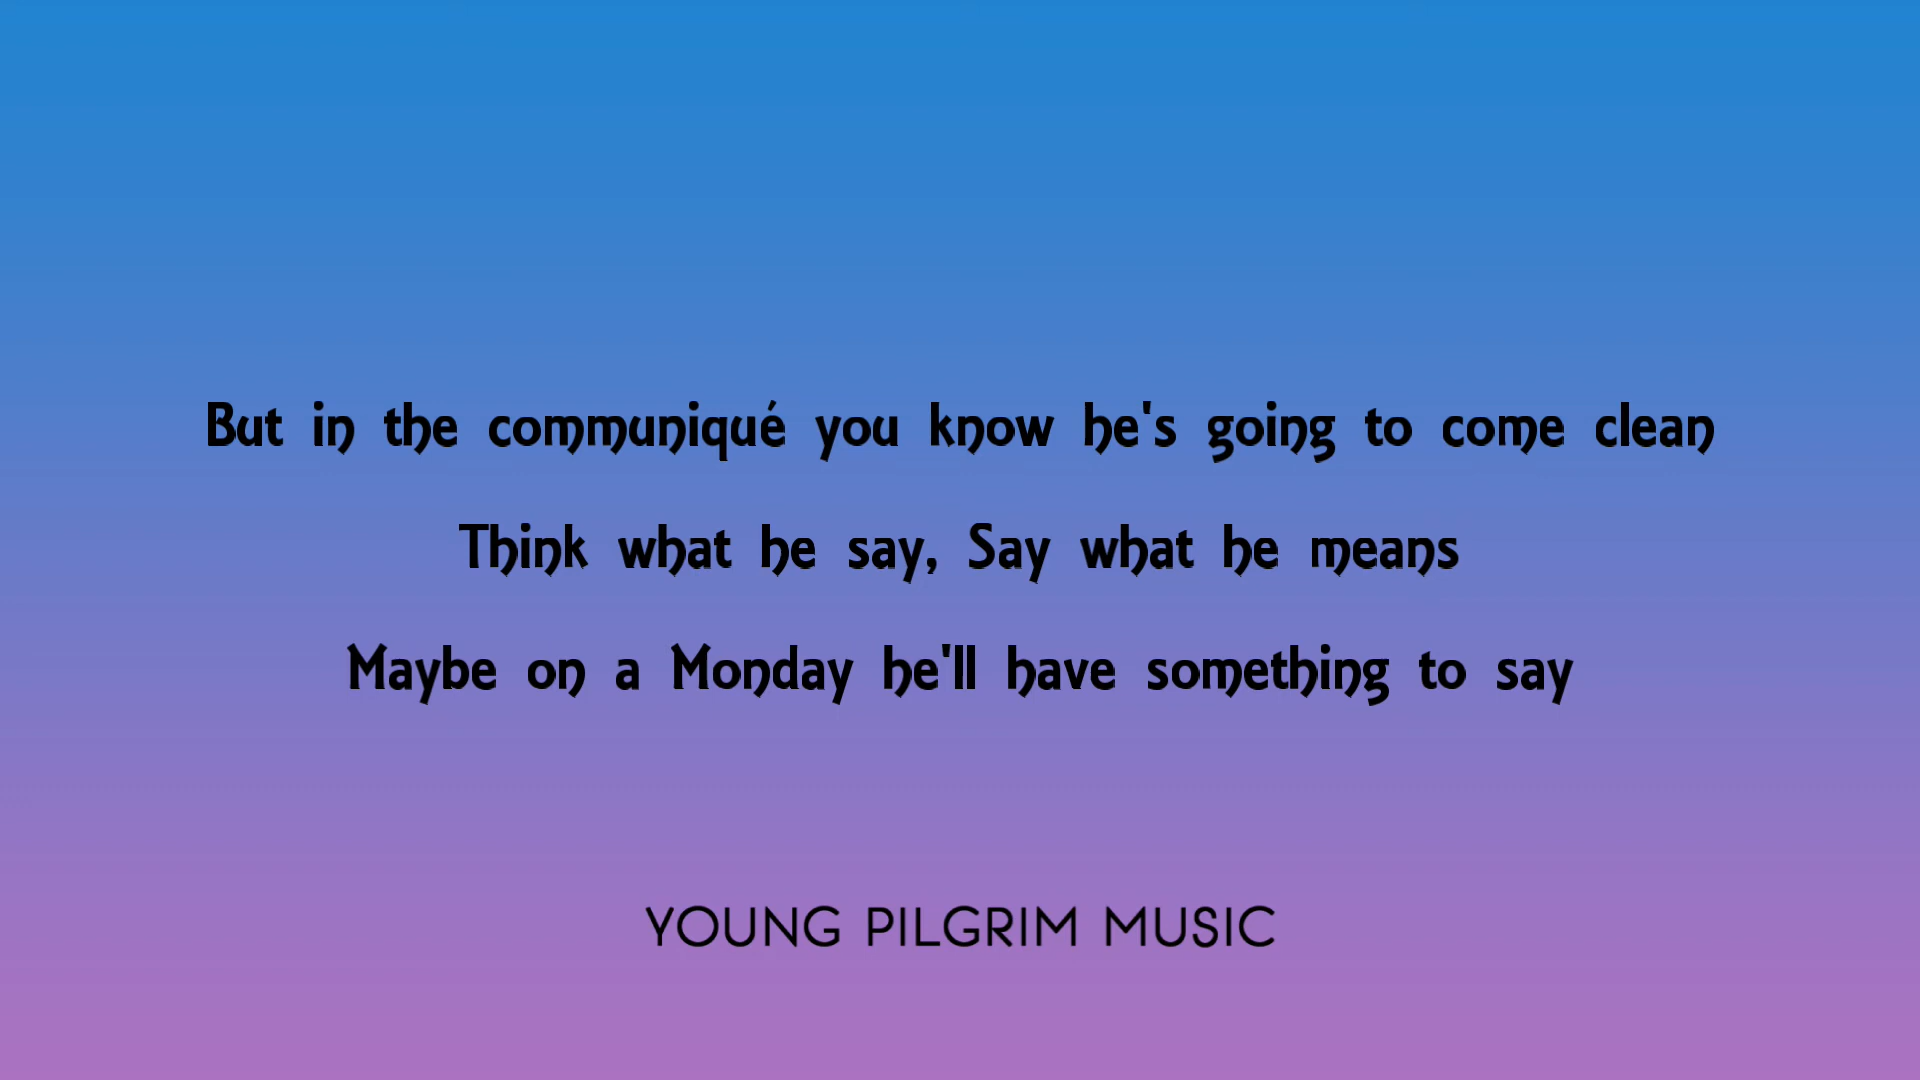 But in the communiqué you know he's going to come clean
Think what he say, Say what he means
Maybe on a Monday he'll have something to say
YOUNG PILGRIM MUSIC